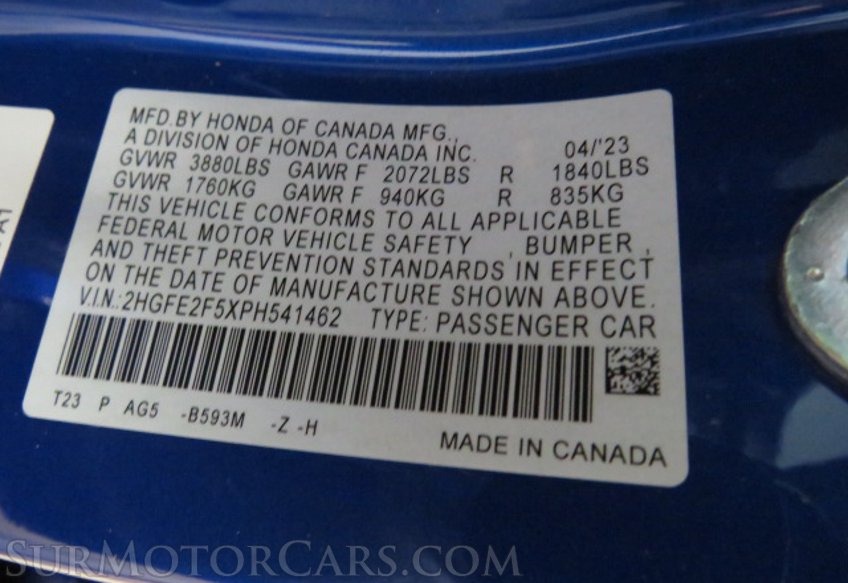 MFD.BY HONDA OF CANADA MFG.,
A DIVISION OF HONDA CANADA INC. 04/'23
GVWR 3880LBS GAWR F 2072LBS R 1840LBS
GVWR 1760KG GAWR F 940KG R 835KG
THIS VEHICLE CONFORMS TO ALL APPLICABLE
FEDERAL MOTOR VEHICLE SAFETY , BUMPER ,
AND THEFT PREVENTION STANDARDS IN EFFECT
ON THE DATE OF MANUFACTURE SHOWN ABOVE.
V.I.N.:2HGFE2F5XPH541462 TYPE: PASSENGER CAR
T23 P AG5 -B593M -Z -H
MADE IN CANADA
SURMOTORCARS.COM